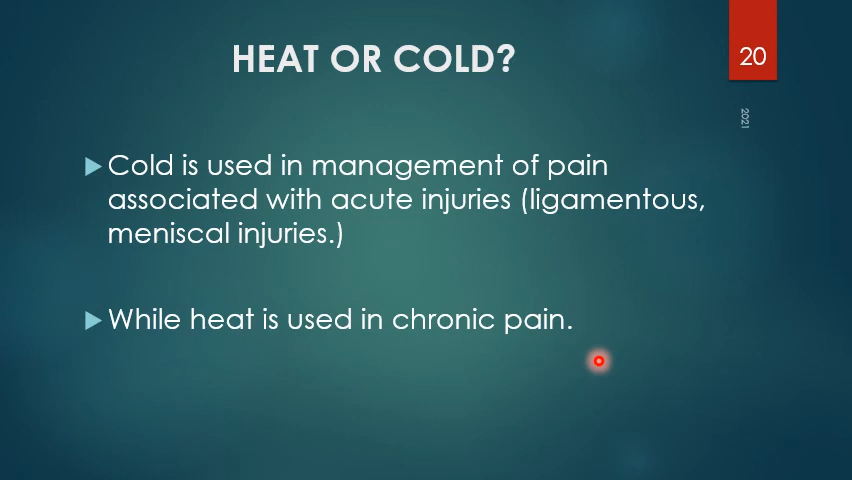 HEAT OR COLD?
20
2021
Cold is used in management of pain
associated with acute injuries (ligamentous,
meniscal injuries.)
While heat is used in chronic pain.